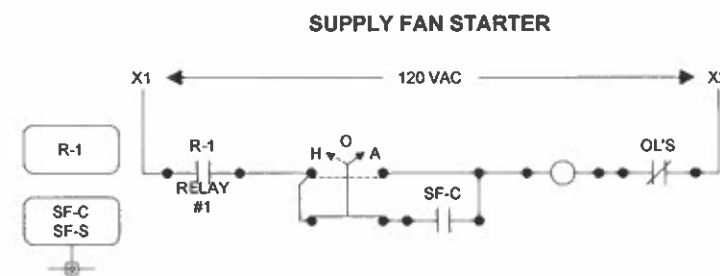 SUPPLY FAN STARTER
X1
120 VAC
R-1
R-1
RELAY
#1
H
O
A
SF-C
OL'S
SF-C
SF-S